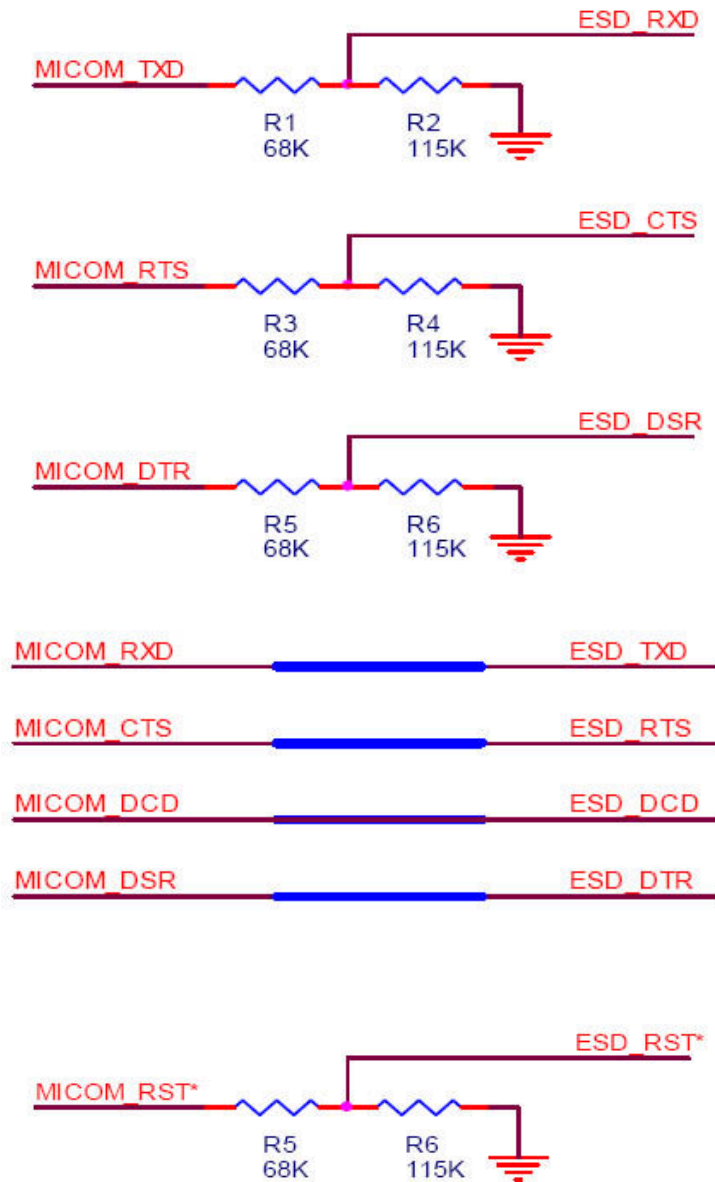 ESD_RXD
MICOM_TXD
R1 R2
68K 115K
ESD_CTS
MICOM_RTS
R3 R4
68K 115K
ESD_DSR
MICOM_DTR
R5 R6
68K 115K
MICOM_RXD ESD_TXD
MICOM_CTS ESD_RTS
MICOM_DCD ESD_DCD
MICOM_DSR ESD_DTR
ESD_RST*
MICOM_RST*
R5 R6
68K 115K